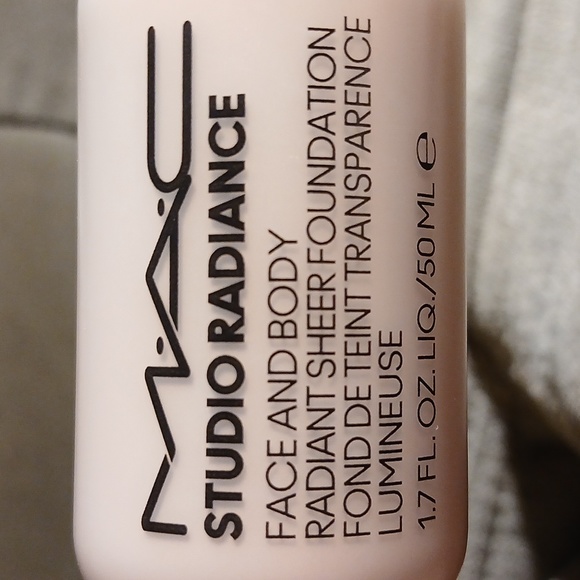 MAC
STUDIO RADIANCE
FACE AND BODY
RADIANT SHEER FOUNDATION
FOND DE TEINT TRANSPARENCE
LUMINEUSE
1.7 FL. OZ. LIQ./50 ML ℮